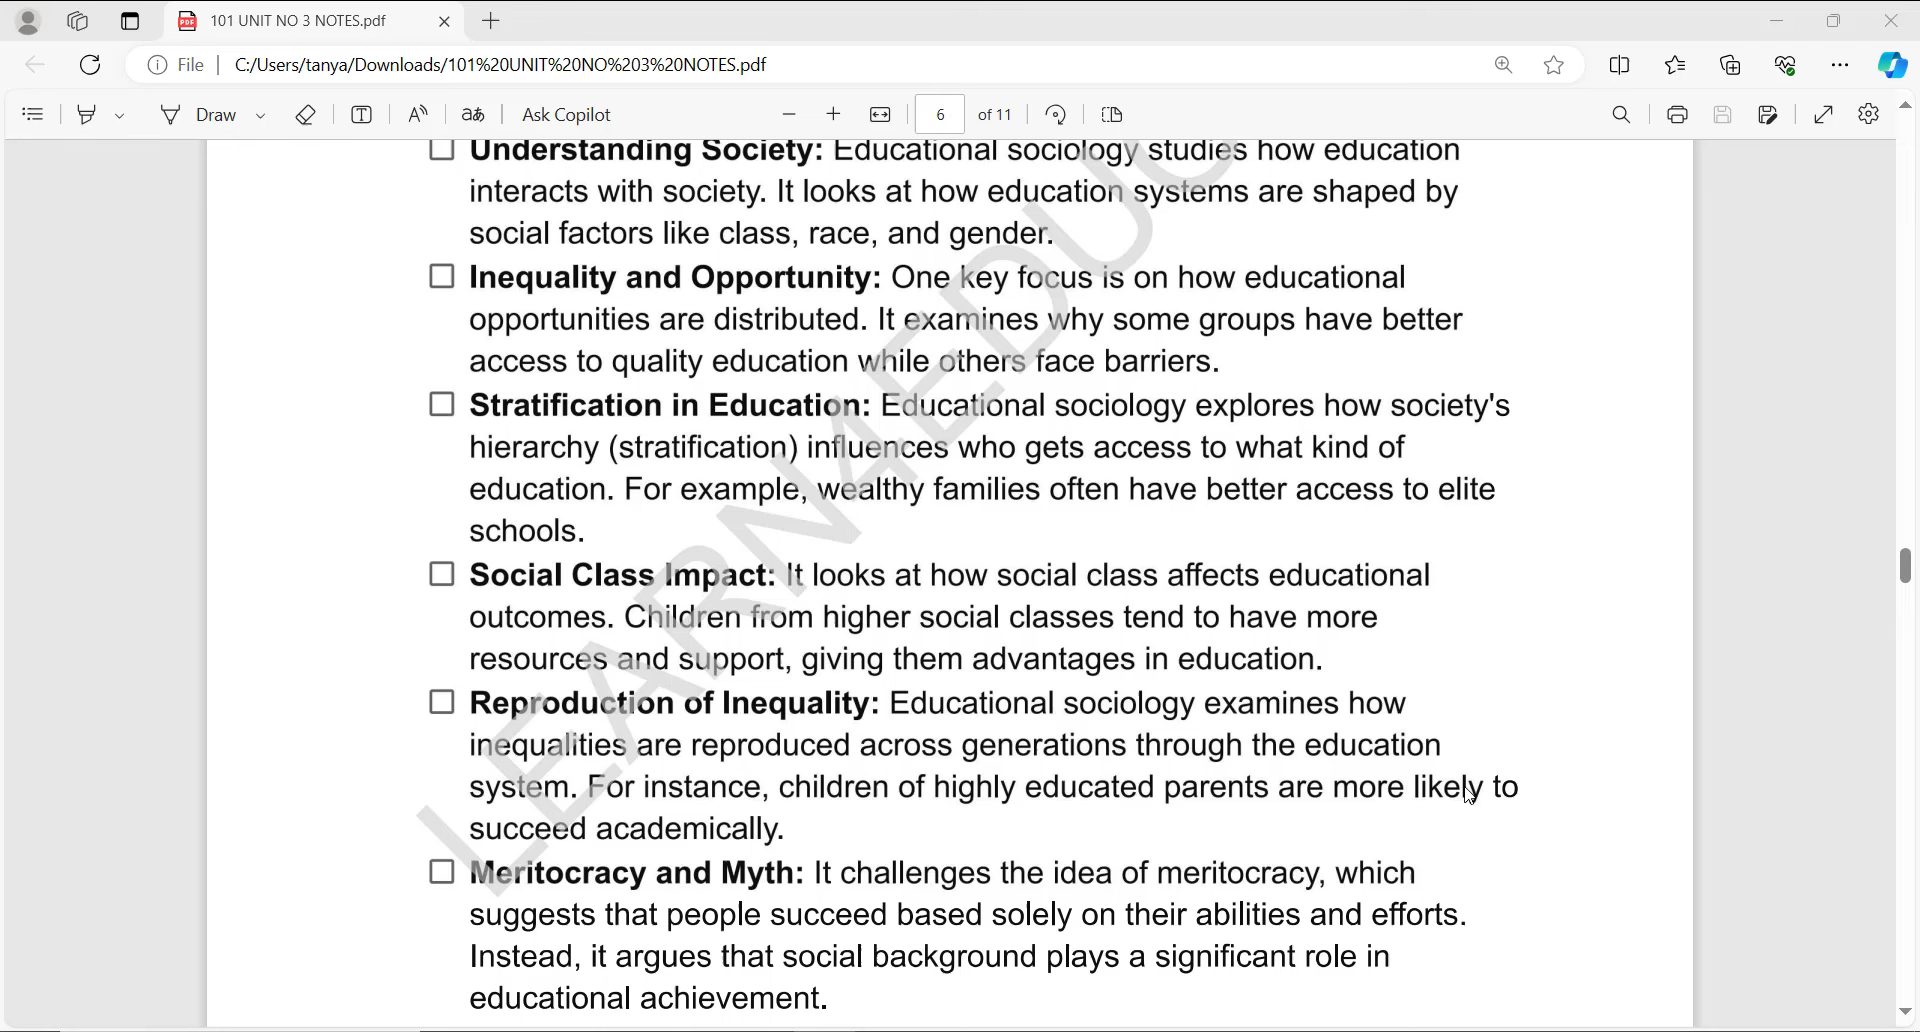 101 UNIT NO 3 NOTES.pdf
File C:/Users/tanya/Downloads/101%20UNIT%20NO%203%20NOTES.pdf
Draw aあ Ask Copilot 6 of 11
Understanding Society: Educational sociology studies how education
interacts with society. It looks at how education systems are shaped by
social factors like class, race, and gender.
Inequality and Opportunity: One key focus is on how educational
opportunities are distributed. It examines why some groups have better
access to quality education while others face barriers.
Stratification in Education: Educational sociology explores how society's
hierarchy (stratification) influences who gets access to what kind of
education. For example, wealthy families often have better access to elite
schools.
Social Class Impact: It looks at how social class affects educational
outcomes. Children from higher social classes tend to have more
resources and support, giving them advantages in education.
Reproduction of Inequality: Educational sociology examines how
inequalities are reproduced across generations through the education
system. For instance, children of highly educated parents are more likely to
succeed academically.
Meritocracy and Myth: It challenges the idea of meritocracy, which
suggests that people succeed based solely on their abilities and efforts.
Instead, it argues that social background plays a significant role in
educational achievement.
LEARN4EDUC